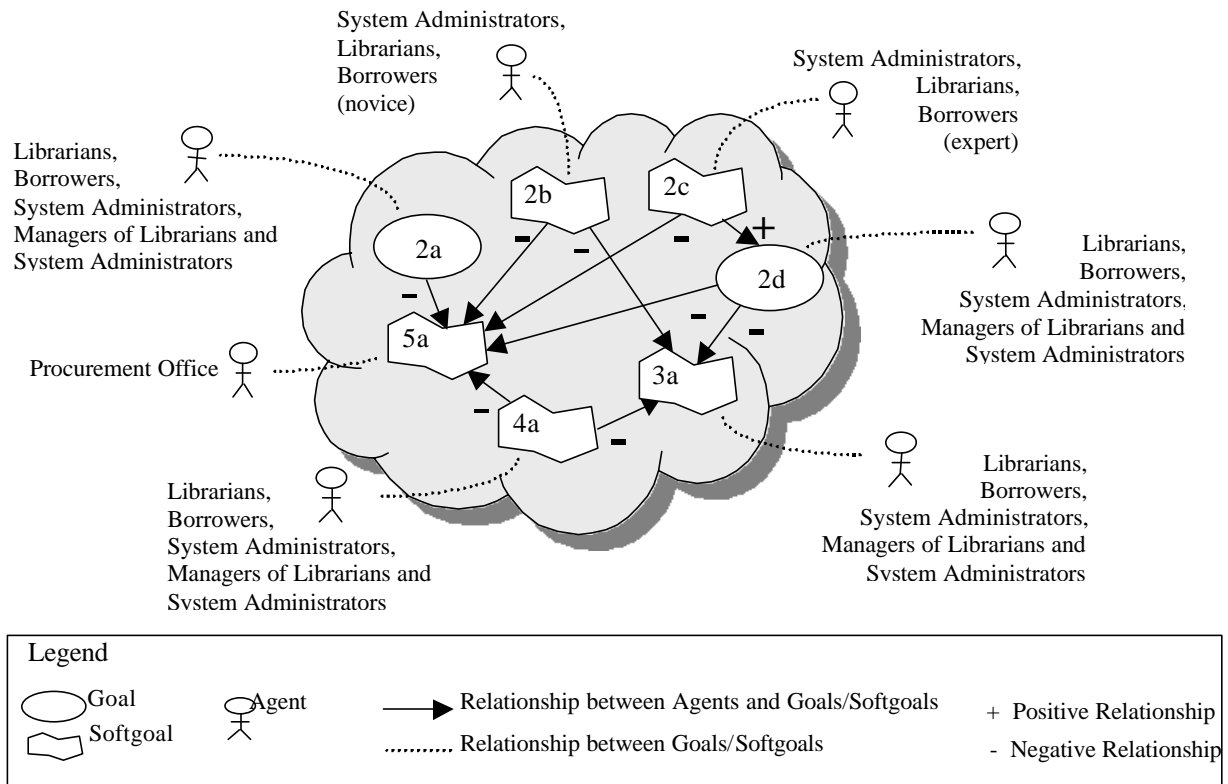 System Administrators,
Librarians,
Borrowers
(novice)
System Administrators,
Librarians,
Borrowers
(expert)
Librarians,
Borrowers,
System Administrators,
Managers of Librarians and
System Administrators
2b
2c
+
-
-
-
2a
2d
Librarians,
Borrowers,
System Administrators,
Managers of Librarians and
System Administrators
-
-
-
5a
Procurement Office
3a
-
4a
-
Librarians,
Borrowers,
System Administrators,
Managers of Librarians and
System Administrators
Librarians,
Borrowers,
System Administrators,
Managers of Librarians and
System Administrators
Legend
Goal
Agent
Relationship between Agents and Goals/Softgoals
+ Positive Relationship
Softgoal
Relationship between Goals/Softgoals
- Negative Relationship